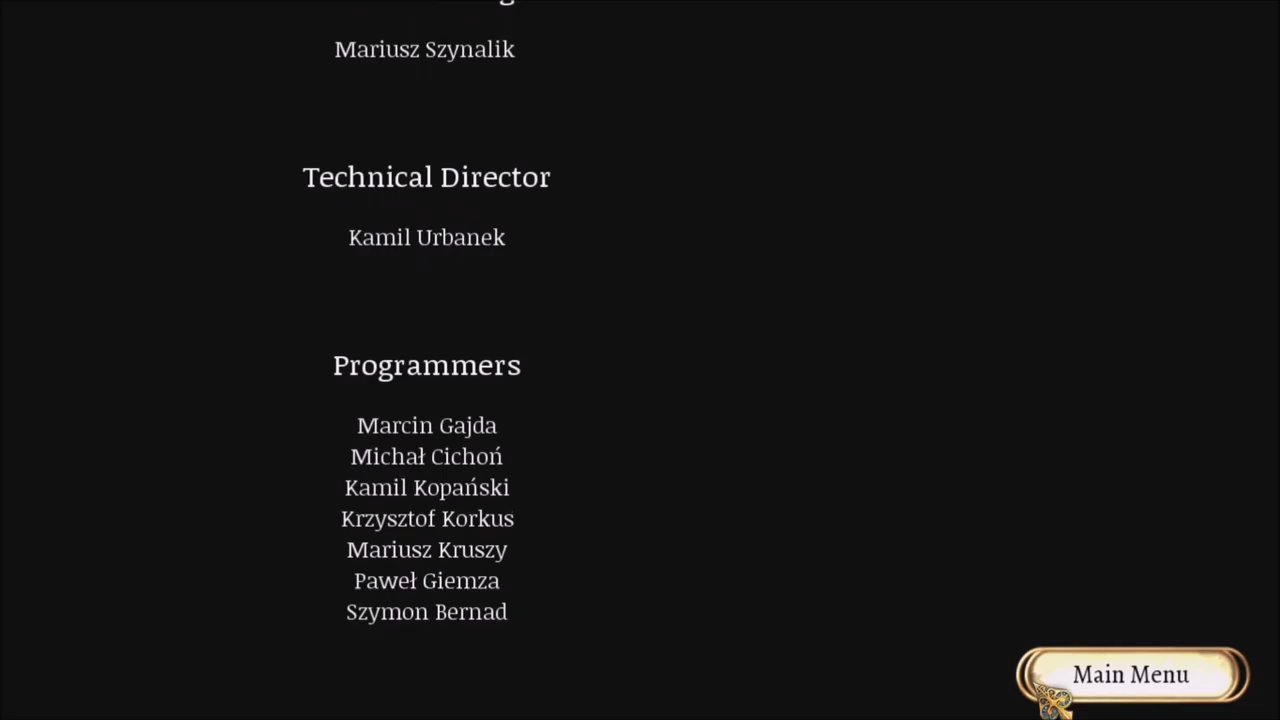 Mariusz Szynalik
Technical Director
Kamil Urbanek
Programmers
Marcin Gajda
Michał Cichoń
Kamil Kopański
Krzysztof Korkus
Mariusz Kruszy
Paweł Giemza
Szymon Bernad
Main Menu